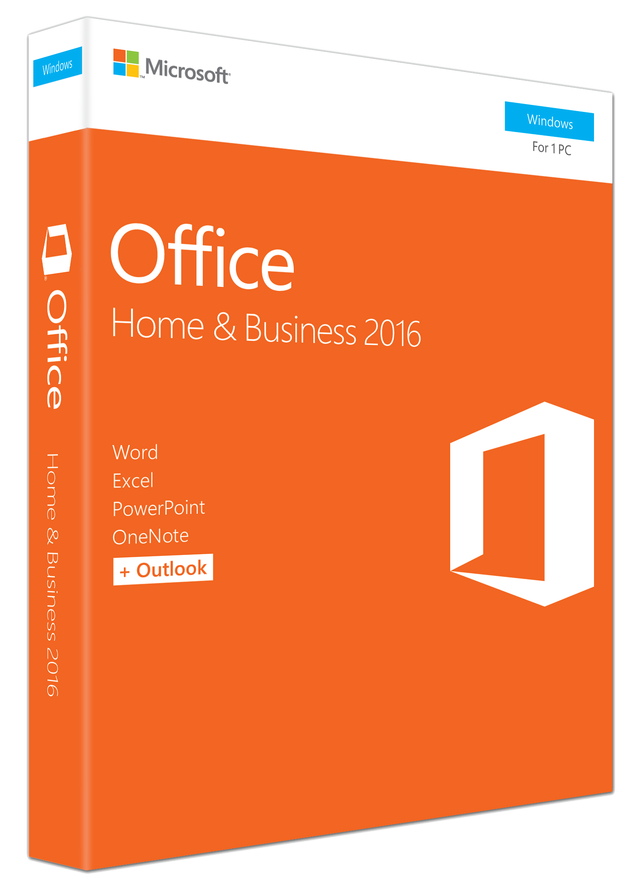 Windows
Microsoft
Windows
For 1 PC
Office
Home & Business 2016
Word
Excel
PowerPoint
OneNote
+ Outlook
Office
Home & Business 2016